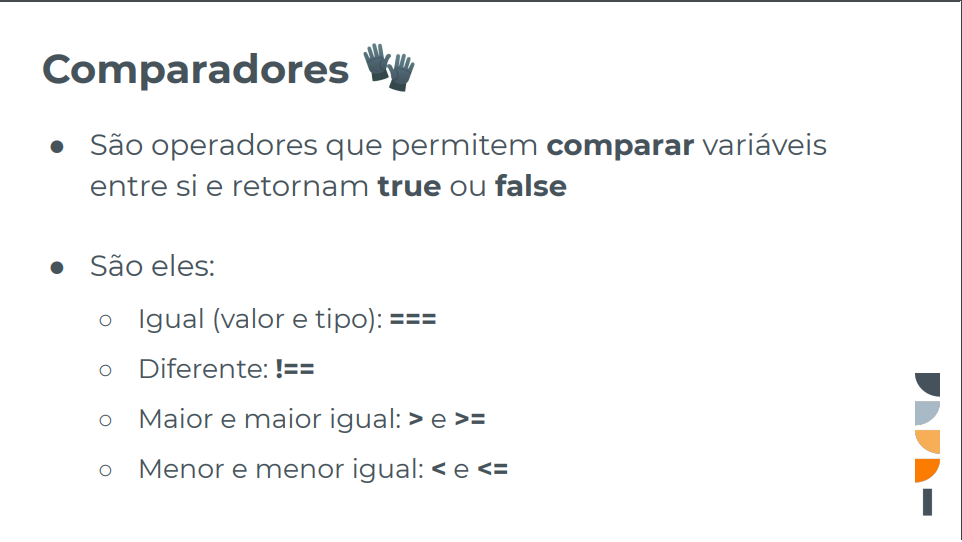 Comparadores 🧤
● São operadores que permitem comparar variáveis
entre si e retornam true ou false
● São eles:
○ Igual (valor e tipo): ===
○ Diferente: !==
○ Maior e maior igual: > e >=
○ Menor e menor igual: < e <=